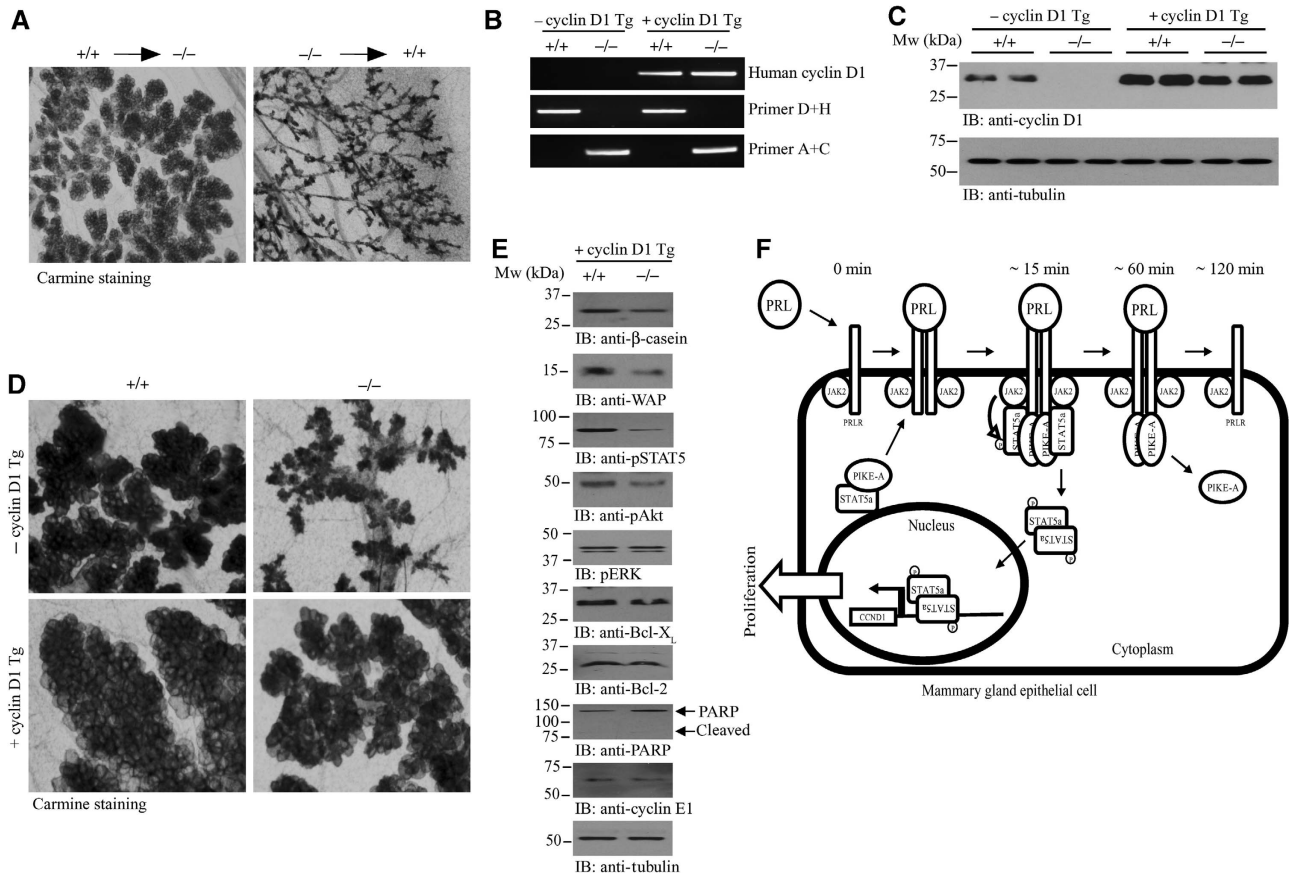 A
+/+ −/−
−/− +/+
Carmine staining
B
− cyclin D1 Tg + cyclin D1 Tg
+/+ −/− +/+ −/−
Human cyclin D1
Primer D+H
Primer A+C
C
− cyclin D1 Tg + cyclin D1 Tg
Mw (kDa) +/+ −/− +/+ −/−
37
25
IB: anti-cyclin D1
75
50
IB: anti-tubulin
D
+/+ −/−
− cyclin D1 Tg
+ cyclin D1 Tg
Carmine staining
E
+ cyclin D1 Tg
Mw (kDa) +/+ −/−
37
25
IB: anti-β-casein
15
IB: anti-WAP
100
75
IB: anti-pSTAT5
50
IB: anti-pAkt
50
37
IB: pERK
37
25
IB: anti-Bcl-XL
37
25
IB: anti-Bcl-2
150
100
75
PARP
Cleaved
IB: anti-PARP
75
50
IB: anti-cyclin E1
50
IB: anti-tubulin
F
0 min ~ 15 min ~ 60 min ~ 120 min
PRL PRL PRL PRL
JAK2 JAK2 JAK2 JAK2 JAK2 JAK2 JAK2 JAK2
PRLR PRLR
P STAT5a PIKE-A PIKE-A STAT5a
PIKE-A PIKE-A
PIKE-A
STAT5a
PIKE-A
P
STAT5a
STAT5a
P
Nucleus
P
STAT5a
STAT5a
P
CCND1
Proliferation
Cytoplasm
Mammary gland epithelial cell